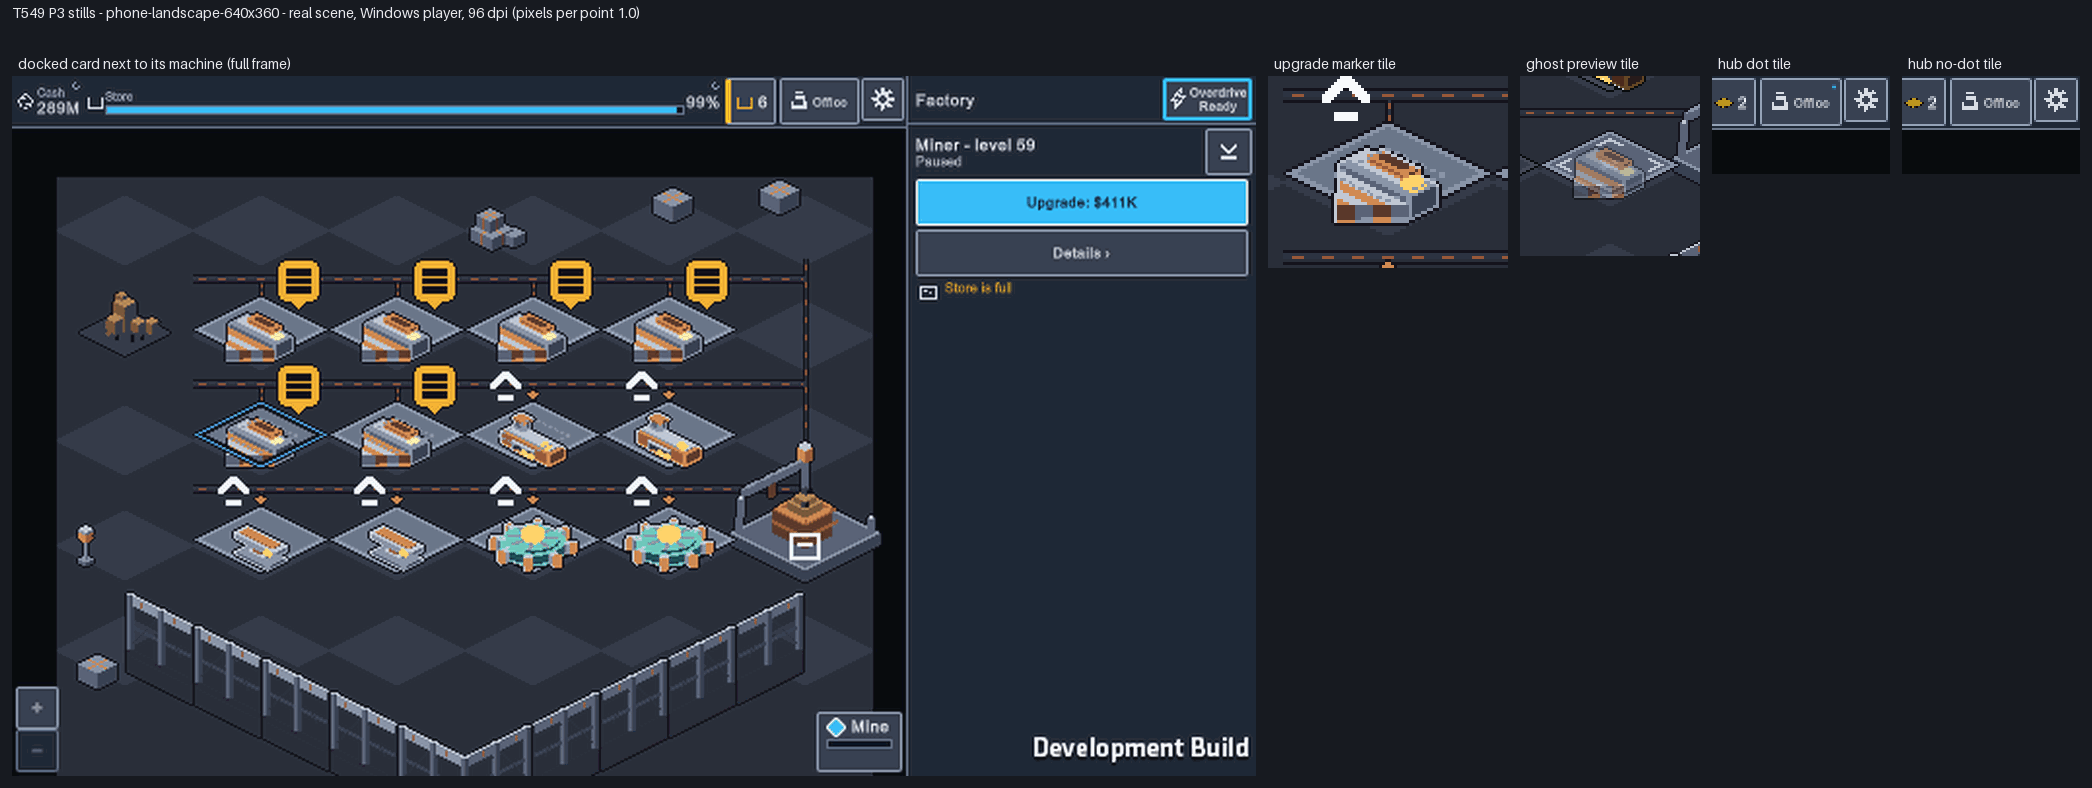 T549 P3 stills - phone-landscape-640x360 - real scene, Windows player, 96 dpi (pixels per point 1.0)
docked card next to its machine (full frame)
upgrade marker tile
ghost preview tile
hub dot tile
hub no-dot tile
Cash
289M
Store
99%
6
Office
Factory
Overdrive
Ready
2
Office
2
Office
Miner - level 59
Paused
Upgrade: $411K
Details ›
Store is full
+
-
Mine
Development Build